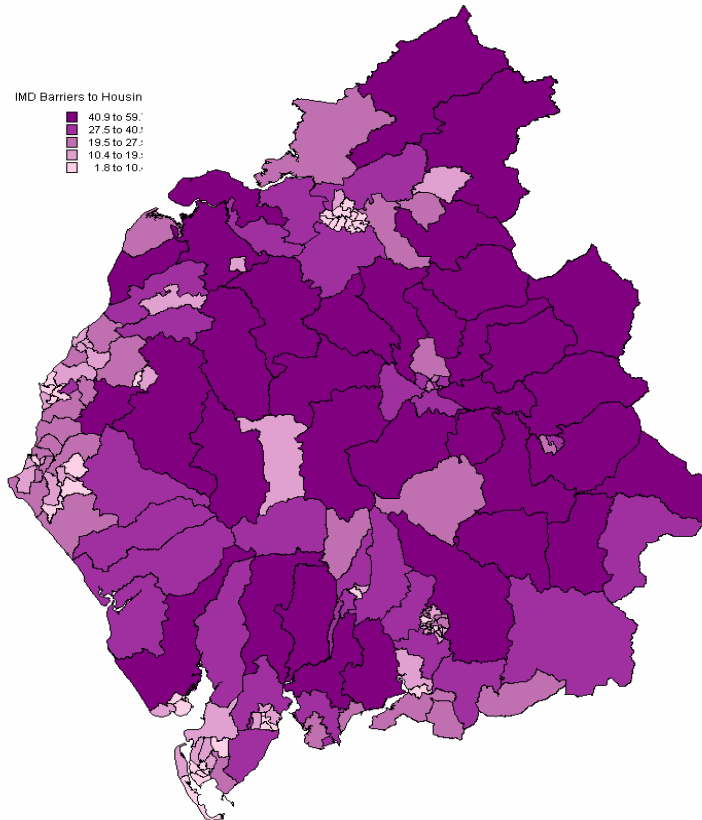 IMD Barriers to Housin
40.9 to 59.
27.5 to 40.
19.5 to 27.
10.4 to 19.
1.8 to 10.